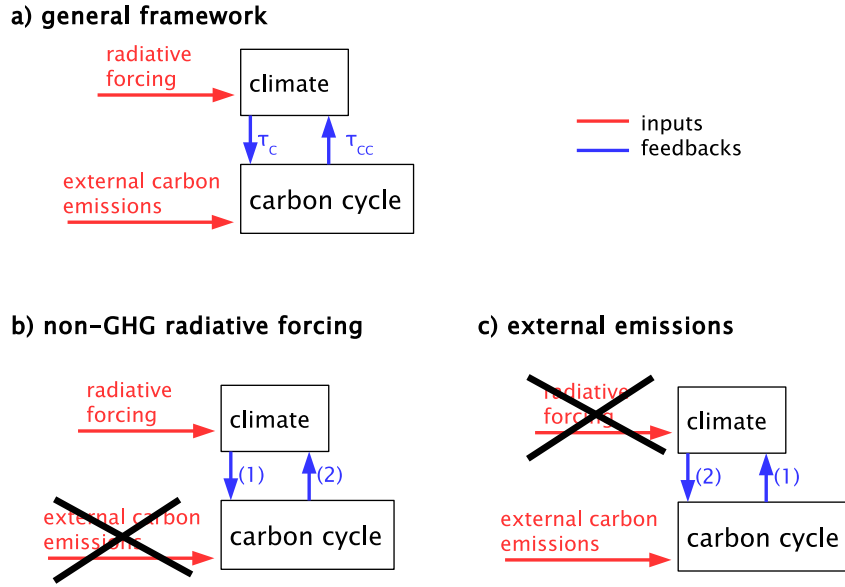 a) general framework
radiative
forcing
climate
τC
τCC
inputs
feedbacks
external carbon
emissions
carbon cycle
b) non-GHG radiative forcing
radiative
forcing
climate
(1)
(2)
external carbon
emissions
carbon cycle
c) external emissions
radiative
forcing
climate
(2)
(1)
external carbon
emissions
carbon cycle